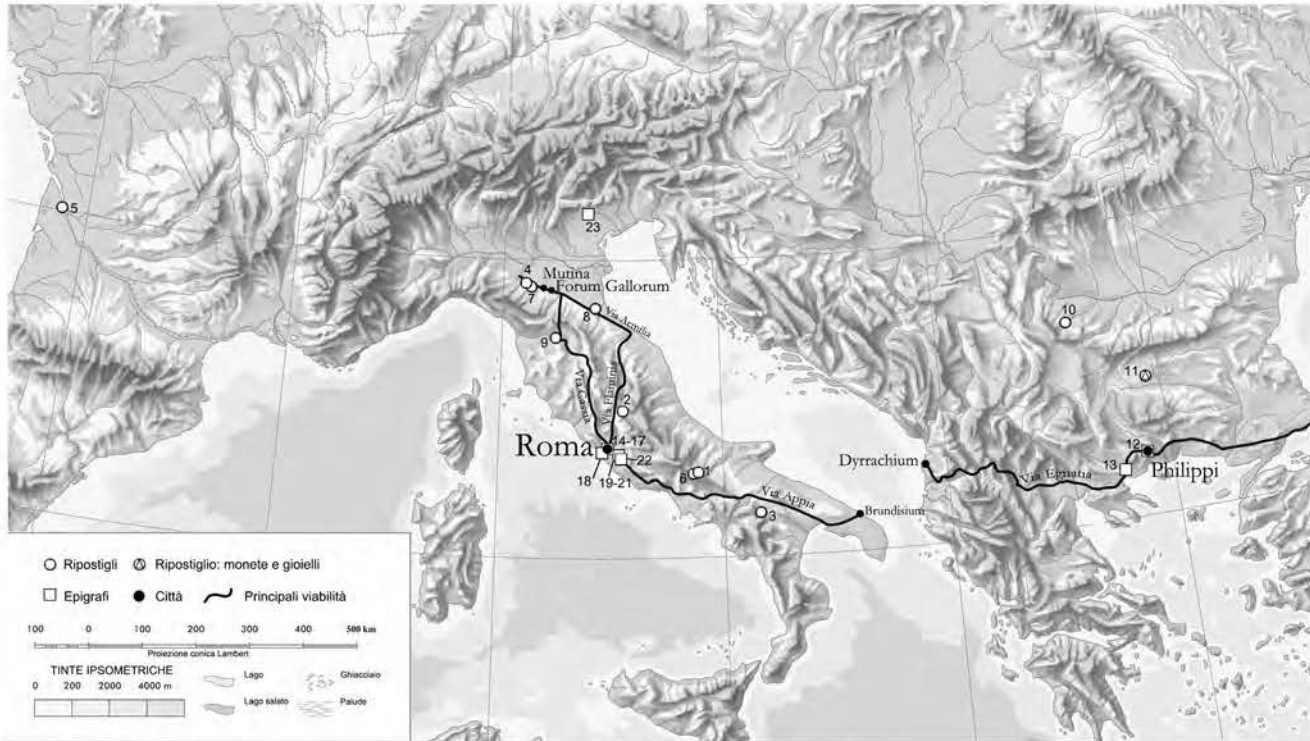 5
23
4
7
Mutina
Forum Gallorum
8
Via Aemilia
9
Via Cassia
Via Flaminia
2
10
11
Roma
14-17
22
18
19-21
6
1
3
Via Appia
Brundisium
Dyrrachium
Via Egnatia
12
13
Philippi
Ripostigli
Ripostiglio: monete e gioielli
Epigrafi
Città
Principali viabilità
100 0 100 200 300 400 500 km
Proiezione conica Lambert
TINTE IPSOMETRICHE
0 200 2000 4000 m
Lago
Ghiacciaio
Lago salato
Palude